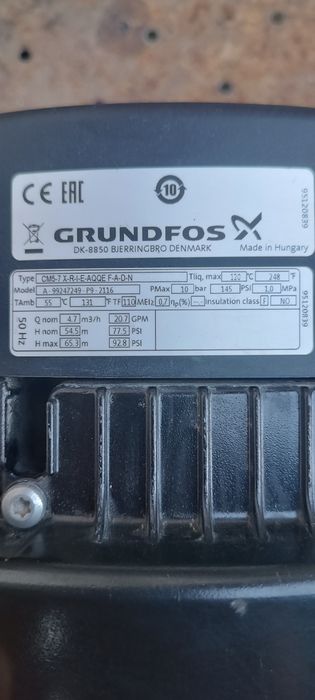 CE EAC
10
95120839
GRUNDFOS X
DK-8850 BJERRINGBRO DENMARK
Made in Hungary
Type CM5-7 X-R-I-E-AQQE F-A-D-N Tliq, max 120 °C 248 °F
Model A - 99247249 - P9 - 2116 PMax 10 bar 145 PSI 1,0 MPa
TAmb 55 °C 131 °F TF 110 MEI≥ 0,7 ηp(%) --.- Insulation class F NO
50 Hz
Q nom 4.7 m3/h 20.7 GPM
H nom 54.5 m 77.5 PSI
H max 65.3 m 92.8 PSI
95120839